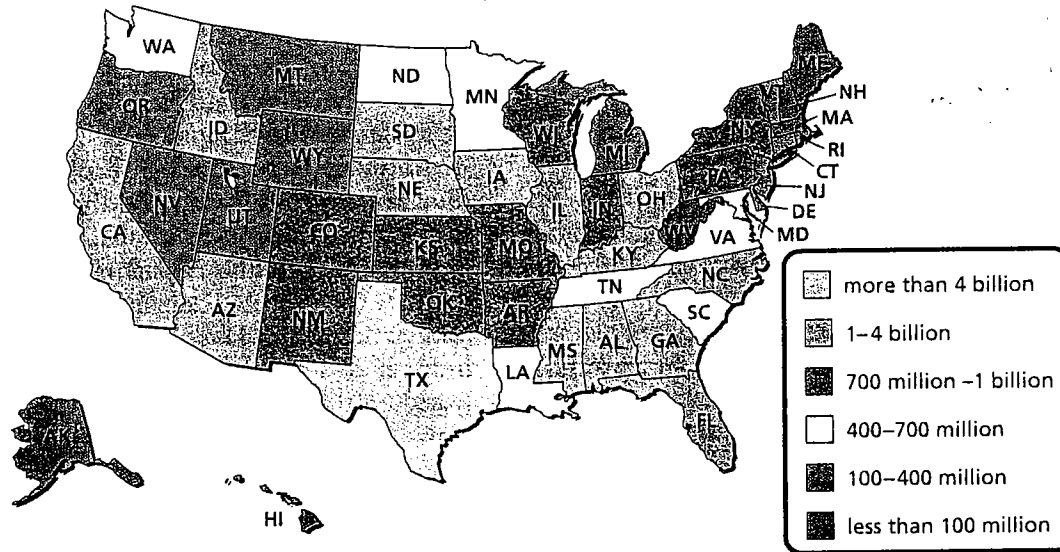 WA
MT
ND
MN
ME
VT
NH
MA
RI
CT
NJ
DE
MD
OR
ID
SD
WI
MI
NY
WY
NE
IA
PA
NV
UT
CO
KS
MO
IL
IN
OH
WV
VA
CA
KY
NC
TN
AZ
NM
OK
AR
SC
TX
LA
MS
AL
GA
FL
AK
HI
more than 4 billion
1–4 billion
700 million –1 billion
400–700 million
100–400 million
less than 100 million